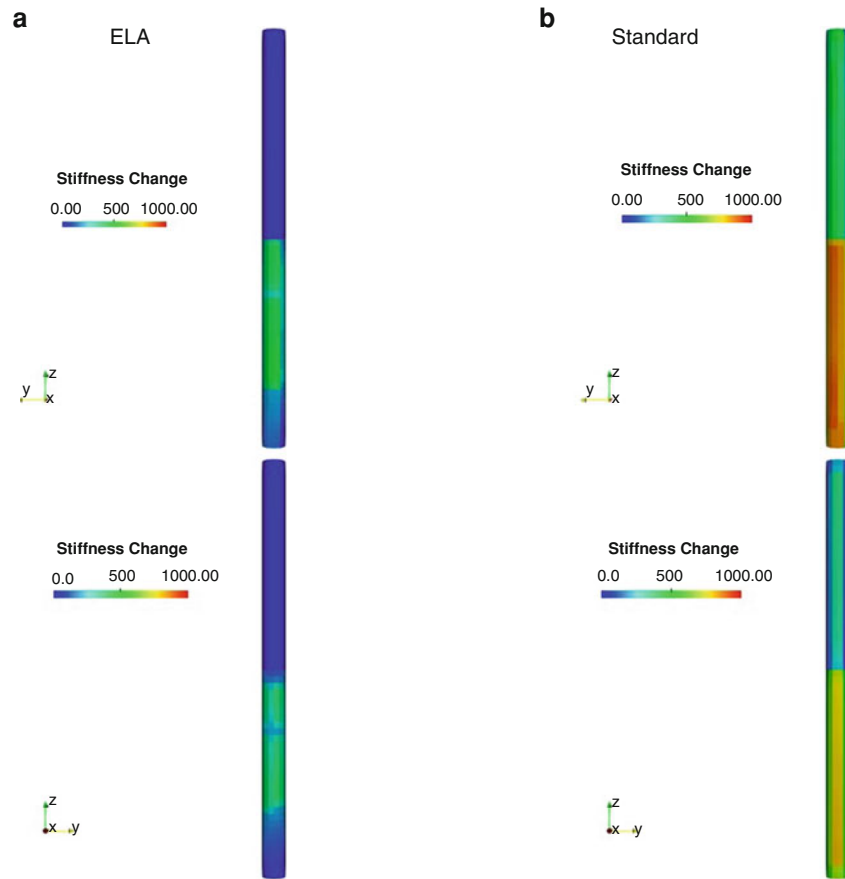 a
ELA
Stiffness Change
0.00 500 1000.00
z
y
x
Stiffness Change
0.0 500 1000.00
z
x y
b
Standard
Stiffness Change
0.00 500 1000.00
z
y
x
Stiffness Change
0.0 500 1000.00
z
x y